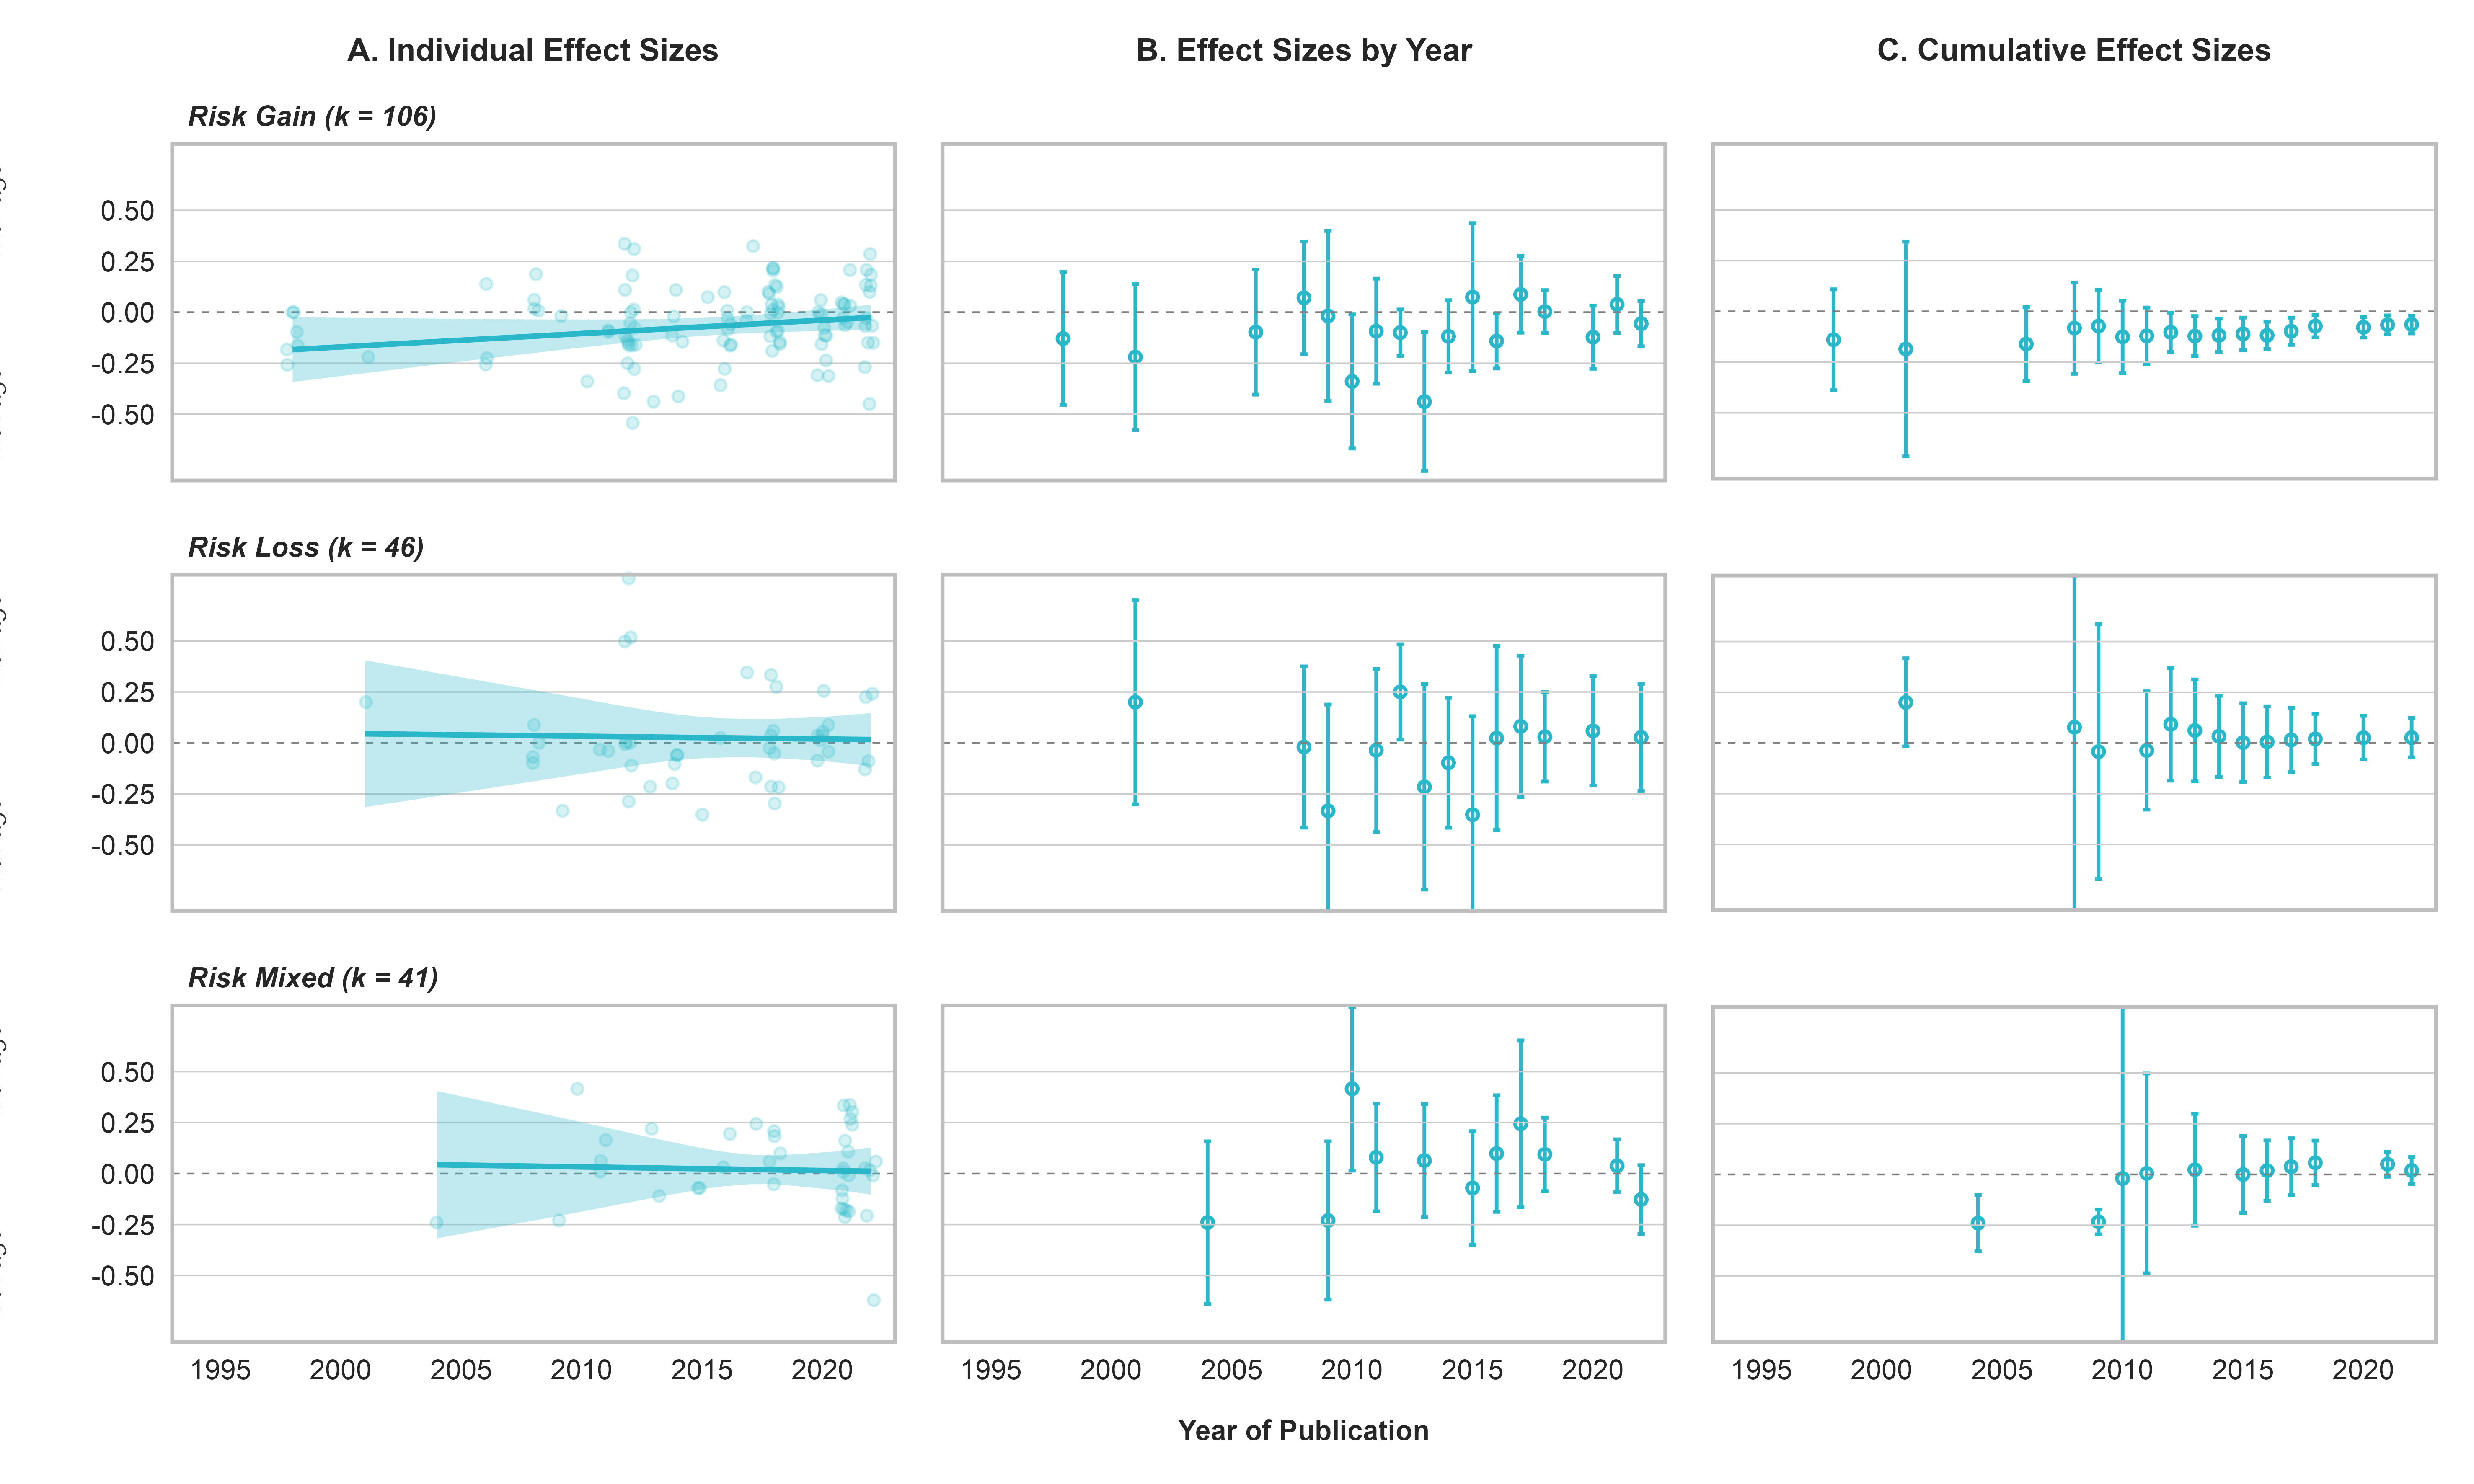 A. Individual Effect Sizes
B. Effect Sizes by Year
C. Cumulative Effect Sizes
Risk Gain (k = 106)
0.50
0.25
0.00
-0.25
-0.50
Risk Loss (k = 46)
0.50
0.25
0.00
-0.25
-0.50
Risk Mixed (k = 41)
0.50
0.25
0.00
-0.25
-0.50
1995 2000 2005 2010 2015 2020
1995 2000 2005 2010 2015 2020
1995 2000 2005 2010 2015 2020
Year of Publication